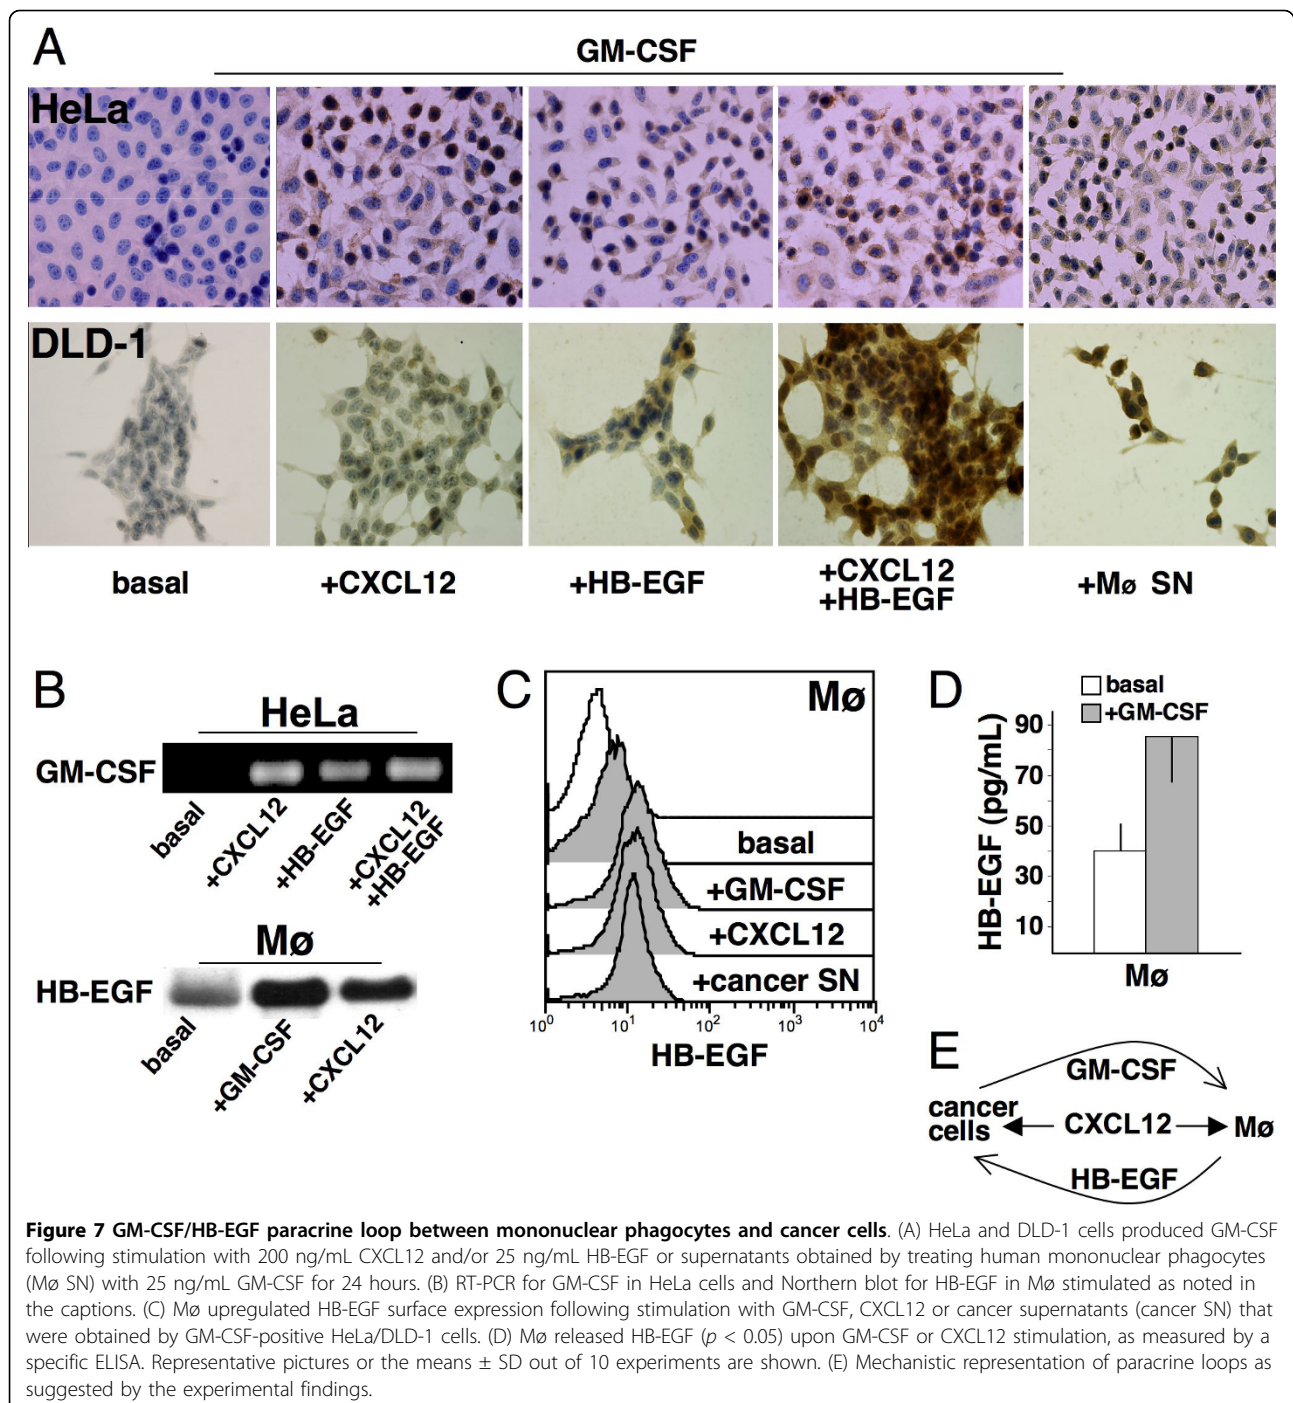 A
GM-CSF
HeLa
DLD-1
basal
+CXCL12
+HB-EGF
+CXCL12
+HB-EGF
+Mø SN
B
HeLa
GM-CSF
basal
+CXCL12
+HB-EGF
+CXCL12
+HB-EGF
Mø
HB-EGF
basal
+GM-CSF
+CXCL12
C
Mø
basal
+GM-CSF
+CXCL12
+cancer SN
10^0 10^1 10^2 10^3 10^4
HB-EGF
D
basal
+GM-CSF
HB-EGF (pg/mL)
90
70
50
30
10
Mø
E
GM-CSF
cancer
cells
CXCL12
Mø
HB-EGF
Figure 7 GM-CSF/HB-EGF paracrine loop between mononuclear phagocytes and cancer cells. (A) HeLa and DLD-1 cells produced GM-CSF
following stimulation with 200 ng/mL CXCL12 and/or 25 ng/mL HB-EGF or supernatants obtained by treating human mononuclear phagocytes
(Mø SN) with 25 ng/mL GM-CSF for 24 hours. (B) RT-PCR for GM-CSF in HeLa cells and Northern blot for HB-EGF in Mø stimulated as noted in
the captions. (C) Mø upregulated HB-EGF surface expression following stimulation with GM-CSF, CXCL12 or cancer supernatants (cancer SN) that
were obtained by GM-CSF-positive HeLa/DLD-1 cells. (D) Mø released HB-EGF (p < 0.05) upon GM-CSF or CXCL12 stimulation, as measured by a
specific ELISA. Representative pictures or the means ± SD out of 10 experiments are shown. (E) Mechanistic representation of paracrine loops as
suggested by the experimental findings.